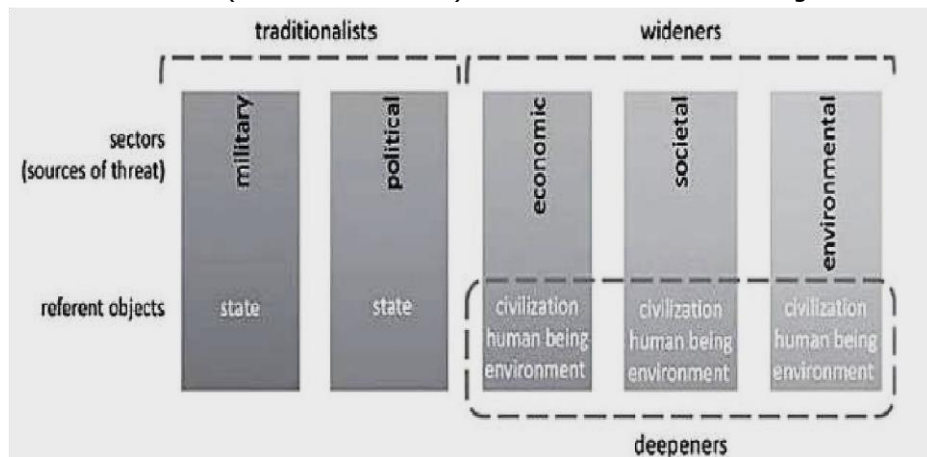 traditionalists
wideners
sectors
(sources of threat)
military
political
economic
societal
environmental
referent objects
state
state
civilization
human being
environment
civilization
human being
environment
civilization
human being
environment
deepeners